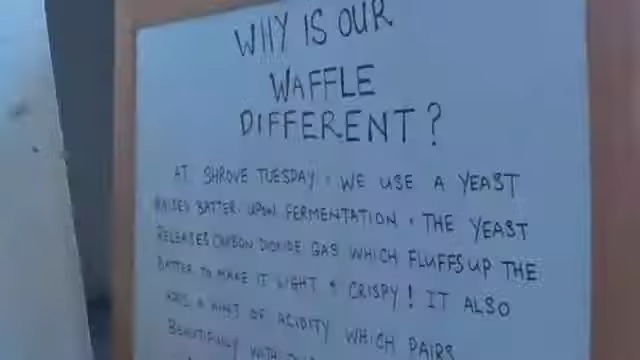 WHY IS OUR
WAFFLE
DIFFERENT?
AT SHROVE TUESDAY, WE USE A YEAST
RAISED BATTER. UPON FERMENTATION, THE YEAST
RELEASES CARBON DIOXIDE GAS WHICH FLUFFS UP THE
BATTER TO MAKE IT LIGHT & CRISPY! IT ALSO
ADDS A HINT OF ACIDITY WHICH PAIRS
BEAUTIFULLY WITH